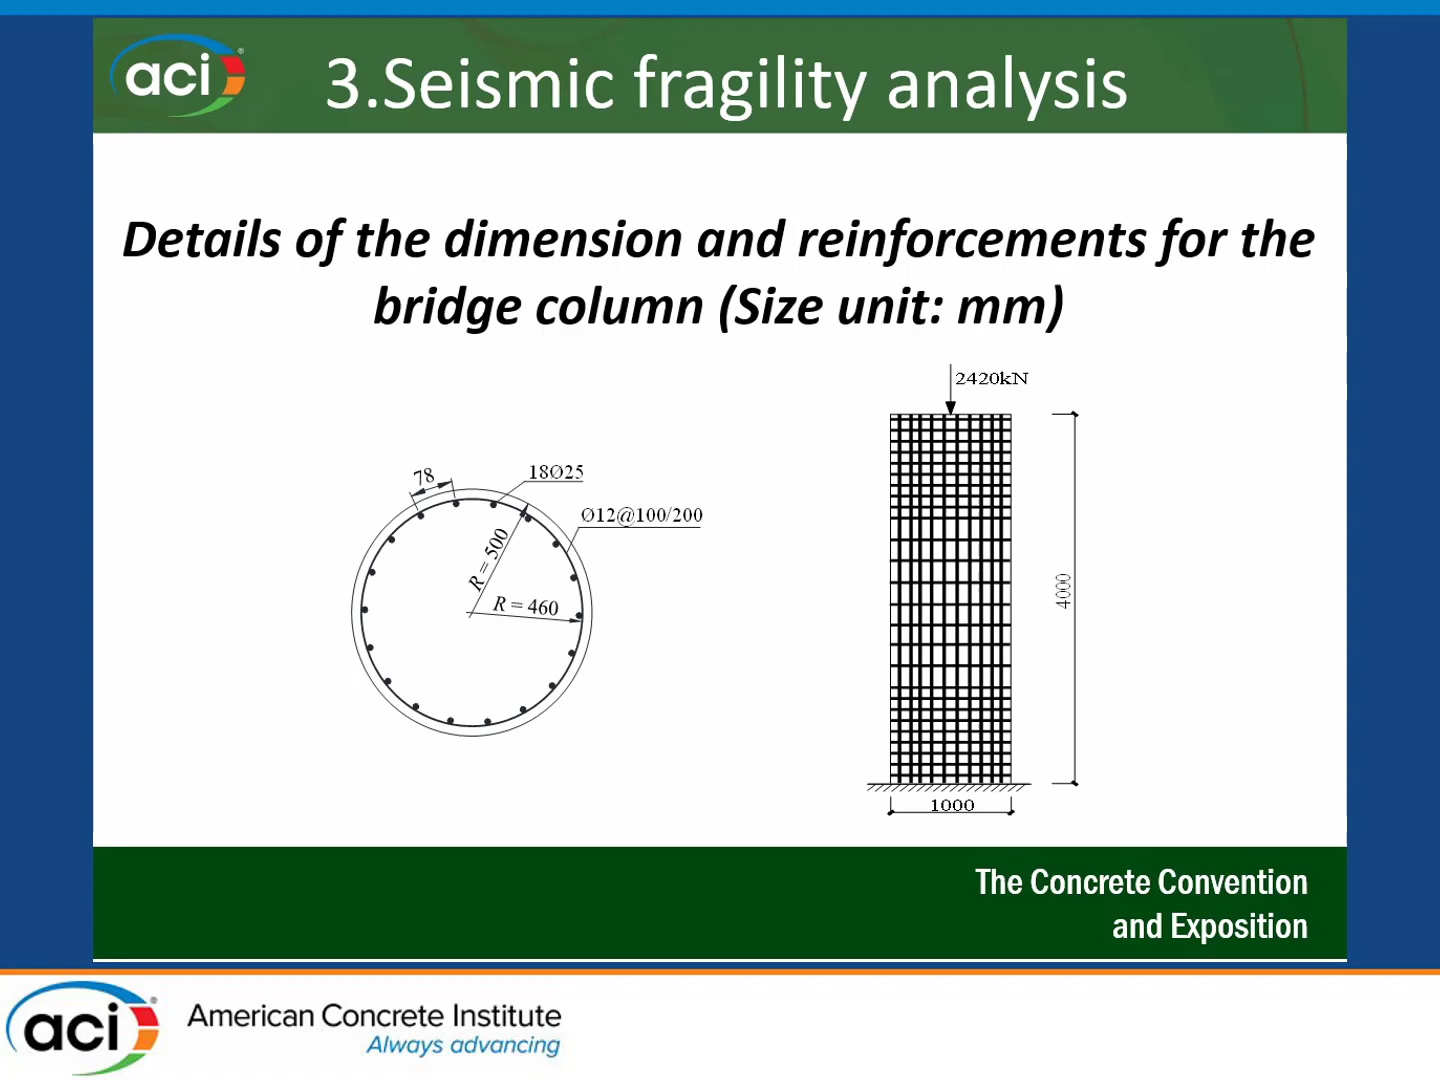 aci®
3.Seismic fragility analysis
Details of the dimension and reinforcements for the
bridge column (Size unit: mm)
2420kN
78
18Ø25
Ø12@100/200
R = 500
R = 460
4000
1000
The Concrete Convention
and Exposition
aci®
American Concrete Institute
Always advancing